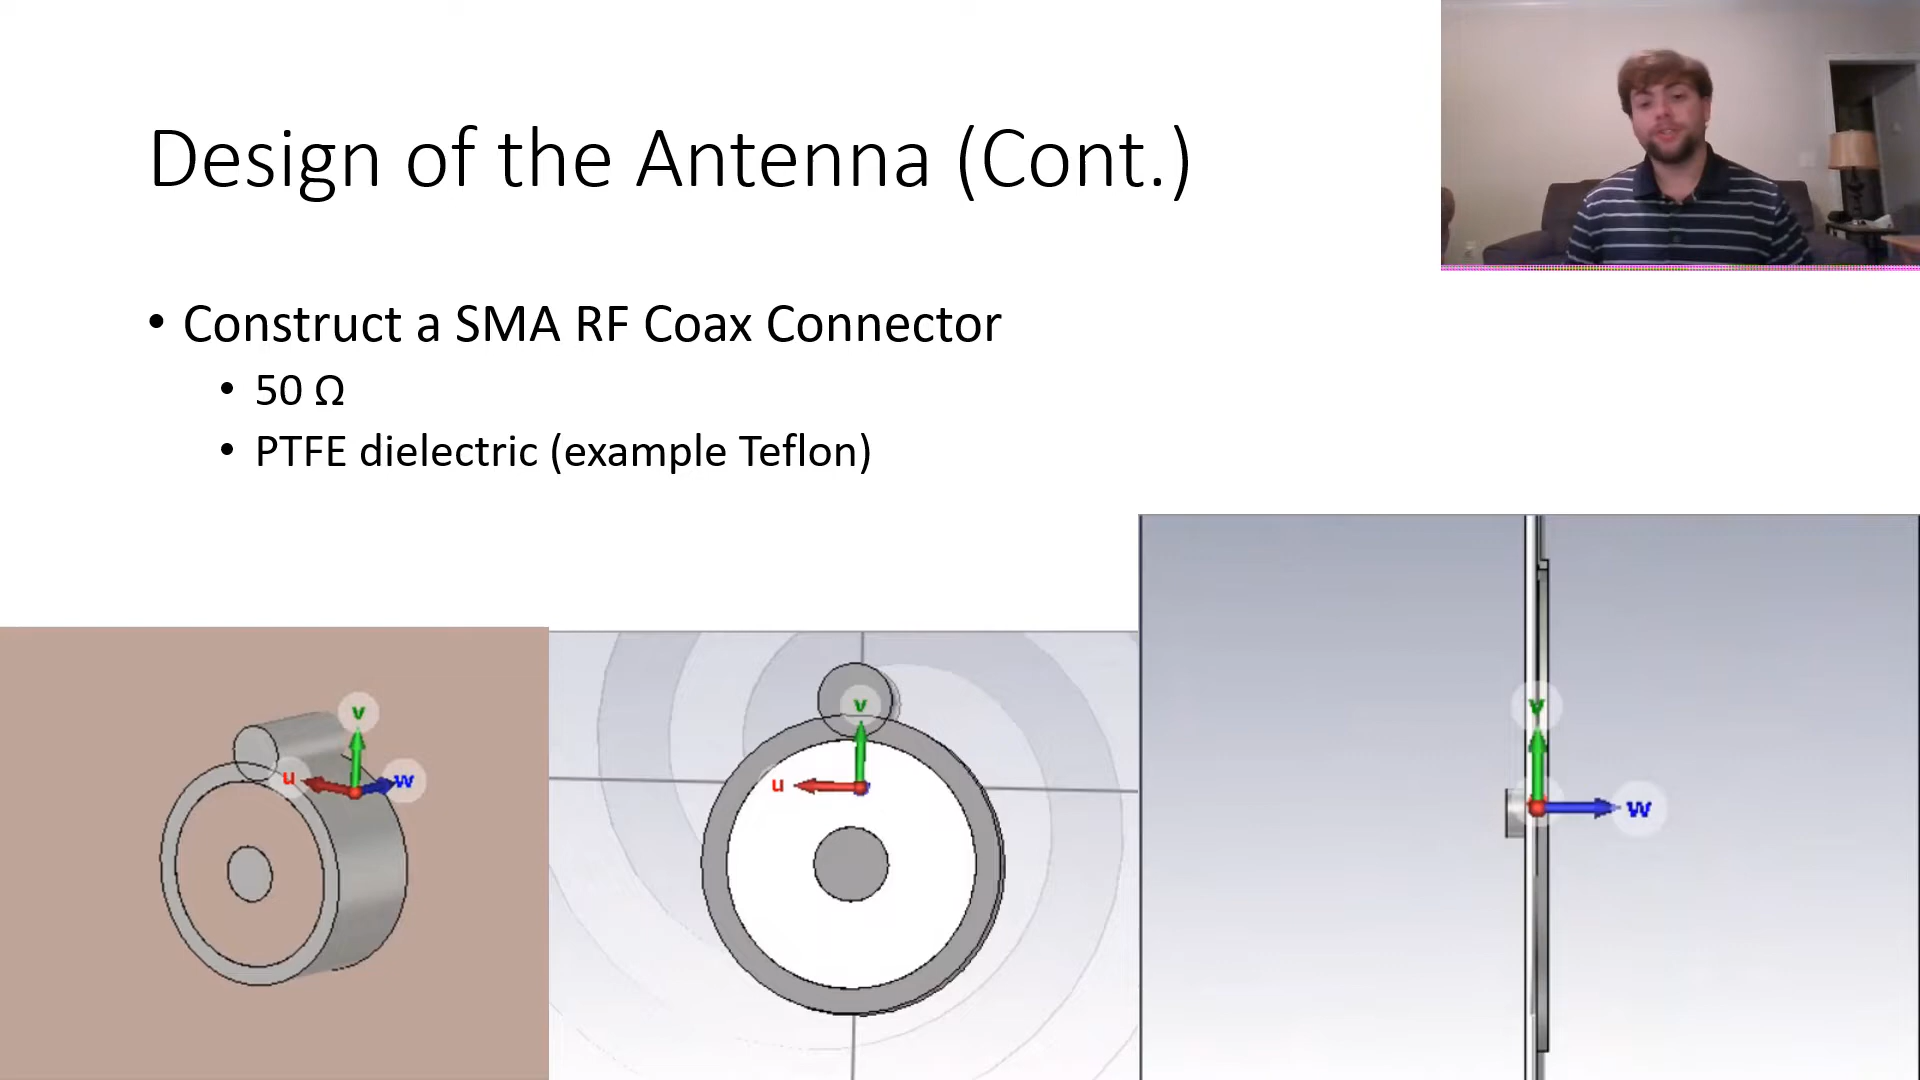 Design of the Antenna (Cont.)
• Construct a SMA RF Coax Connector
• 50 Ω
• PTFE dielectric (example Teflon)
v
u
w
v
u
v
w